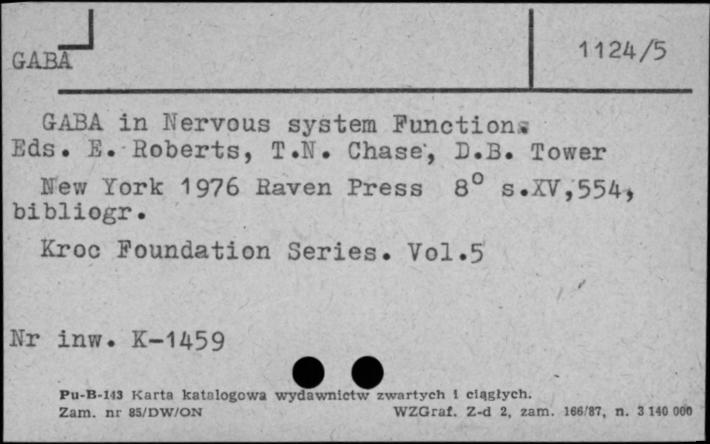 GABA
1124/5
GABA in Nervous system Function.
Eds. E. Roberts, T.N. Chase, D.B. Tower
New York 1976 Raven Press 8° s.XV,554,
bibliogr.
Kroc Foundation Series. Vol.5
Nr inw. K-1459
Pu-B-143 Karta katalogowa wydawnictw zwartych i ciągłych.
Zam. nr 85/DW/ON
WZGraf. Z-d 2, zam. 166/87, n. 3 140 000